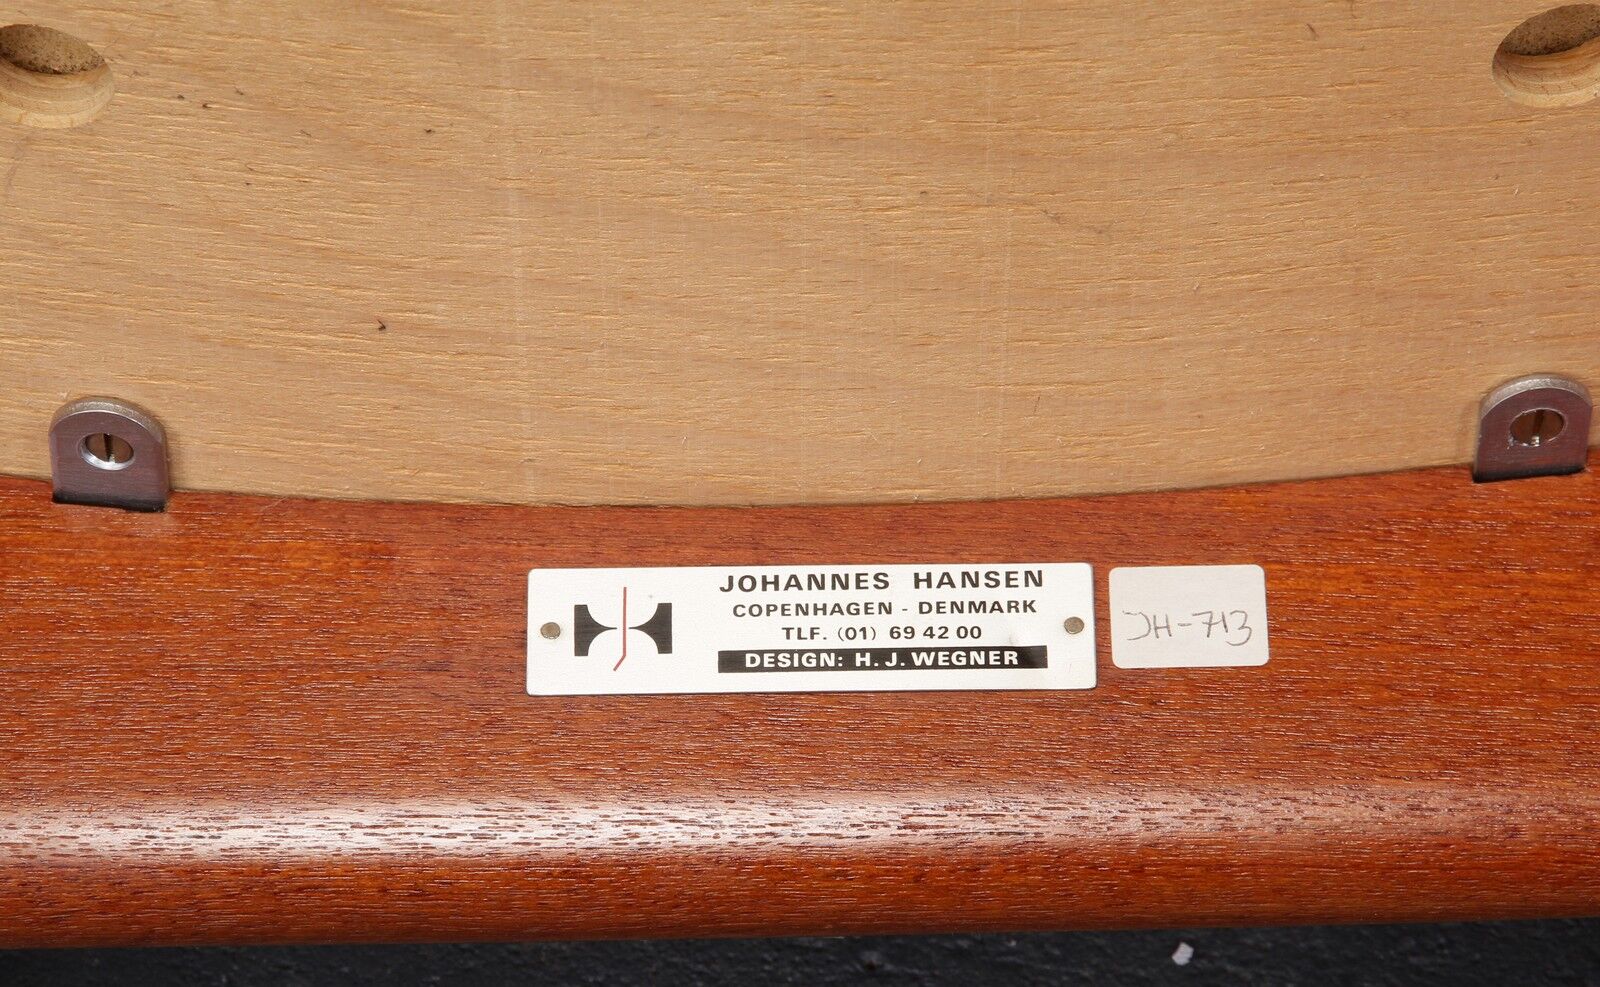 JOHANNES HANSEN
COPENHAGEN - DENMARK
TLF. (01) 69 42 00
DESIGN: H. J. WEGNER
JH-713